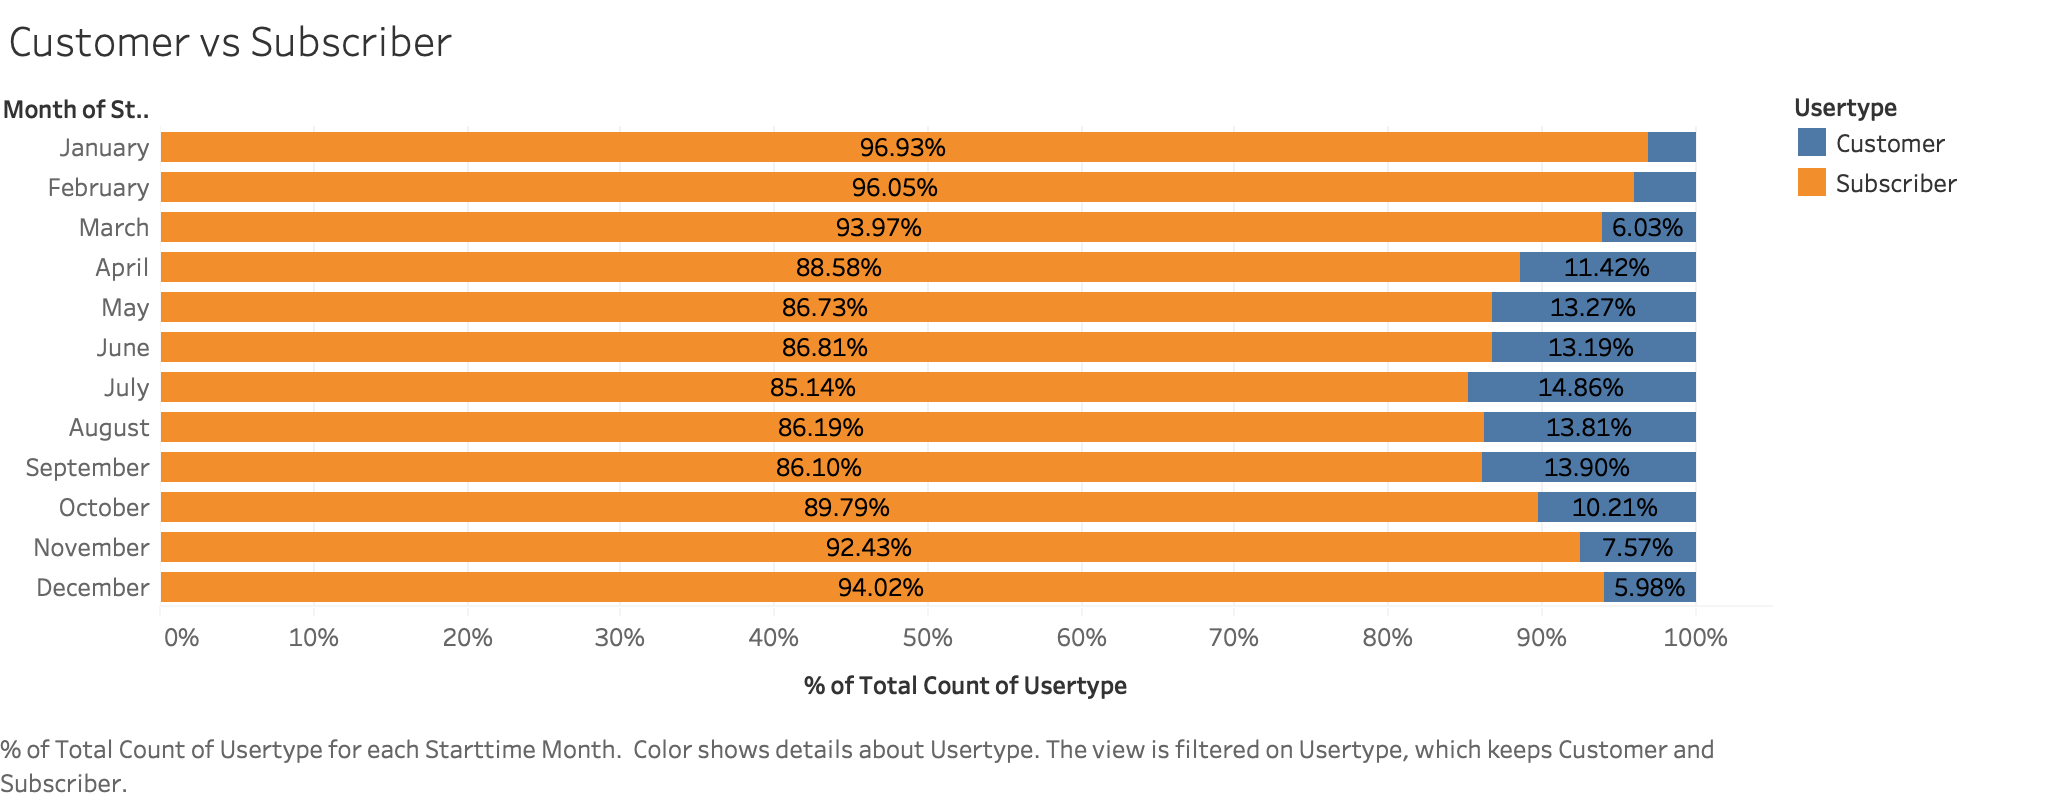 Customer vs Subscriber
Month of St..
Usertype
Customer
Subscriber
January 96.93%
February 96.05%
March 93.97% 6.03%
April 88.58% 11.42%
May 86.73% 13.27%
June 86.81% 13.19%
July 85.14% 14.86%
August 86.19% 13.81%
September 86.10% 13.90%
October 89.79% 10.21%
November 92.43% 7.57%
December 94.02% 5.98%
0% 10% 20% 30% 40% 50% 60% 70% 80% 90% 100%
% of Total Count of Usertype
% of Total Count of Usertype for each Starttime Month.  Color shows details about Usertype. The view is filtered on Usertype, which keeps Customer and
Subscriber.